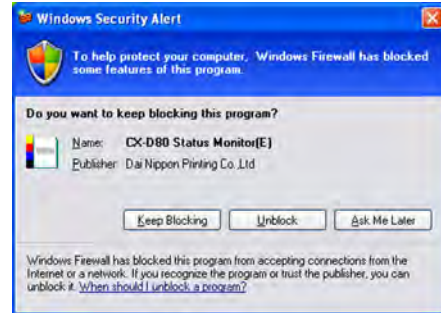 Windows Security Alert
To help protect your computer, Windows Firewall has blocked
some features of this program.
Do you want to keep blocking this program?
Name: CX-D80 Status Monitor(E)
Publisher: Dai Nippon Printing Co.,Ltd
Keep Blocking Unblock Ask Me Later
Windows Firewall has blocked this program from accepting connections from the
Internet or a network. If you recognize the program or trust the publisher, you can
unblock it. When should I unblock a program?